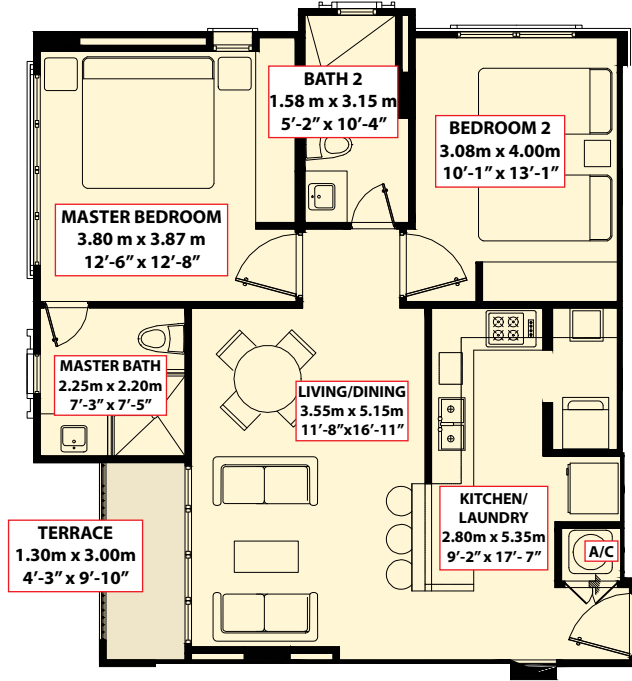 BATH 2
1.58 m x 3.15 m
5’-2” x 10’-4”
BEDROOM 2
3.08m x 4.00m
10’-1” x 13’-1”
MASTER BEDROOM
3.80 m x 3.87 m
12’-6” x 12’-8”
MASTER BATH
2.25m x 2.20m
7’-3” x 7’-5”
LIVING/DINING
3.55m x 5.15m
11’-8”x16’-11”
KITCHEN/
LAUNDRY
2.80m x 5.35m
9’-2” x 17’- 7”
TERRACE
1.30m x 3.00m
4’-3” x 9’-10”
A/C